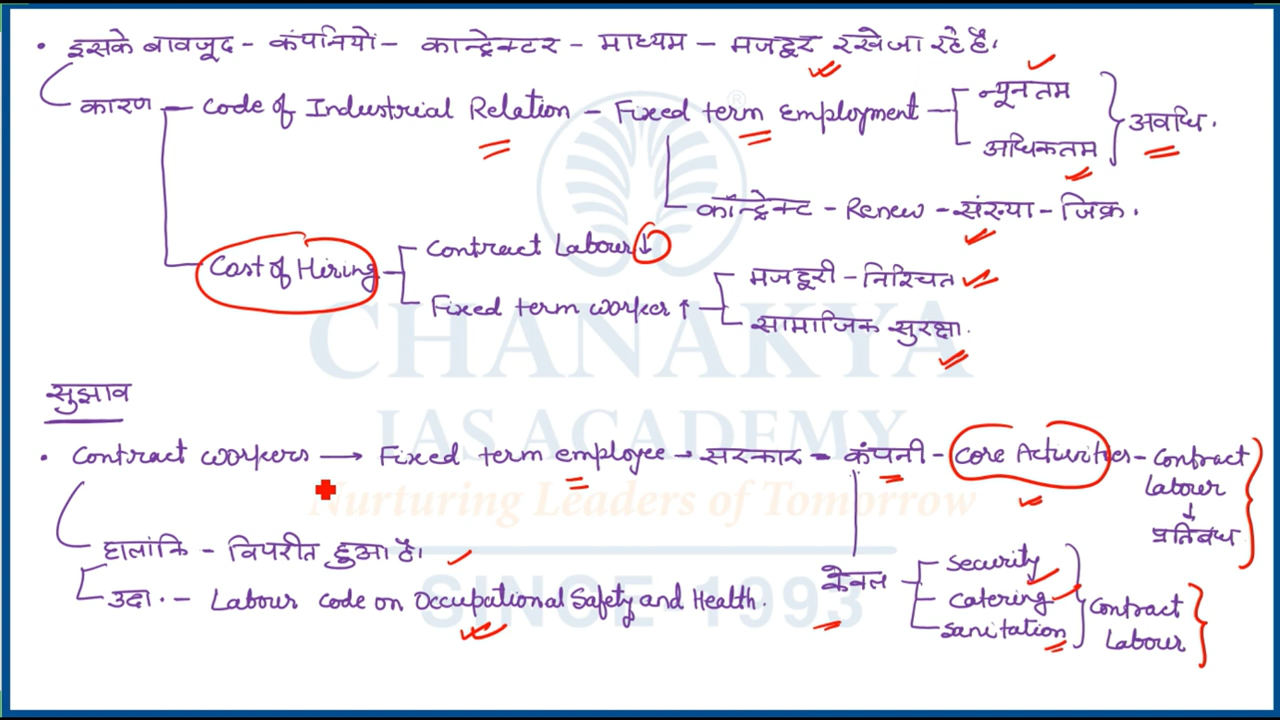 • इसके बावजूद - कंपनियों - कान्ट्रेक्टर - माध्यम - मजदूर रखे जा रहे है।
कारण - Code of Industrial Relation - Fixed term Employment - न्यूनतम
अधिकतम } अवधि.
कॉन्ट्रेक्ट - Renew - संख्या - जिक्र.
Cost of Hiring - Contract Labour ↓
Fixed term worker ↑ - मजदूरी - निश्चित
सामाजिक सुरक्षा.
CHANAKYA
IAS ACADEMY
Nurturing Leaders of Tomorrow
SINCE 1993
सुझाव
• Contract workers → Fixed term employee → सरकार - कंपनी - Core Activities - Contract
Labour
↓
प्रतिबंध
हालांकि - विपरीत हुआ है।
उदा. - Labour code on Occupational Safety and Health.
केवल - Security
Catering
Sanitation } Contract
Labour